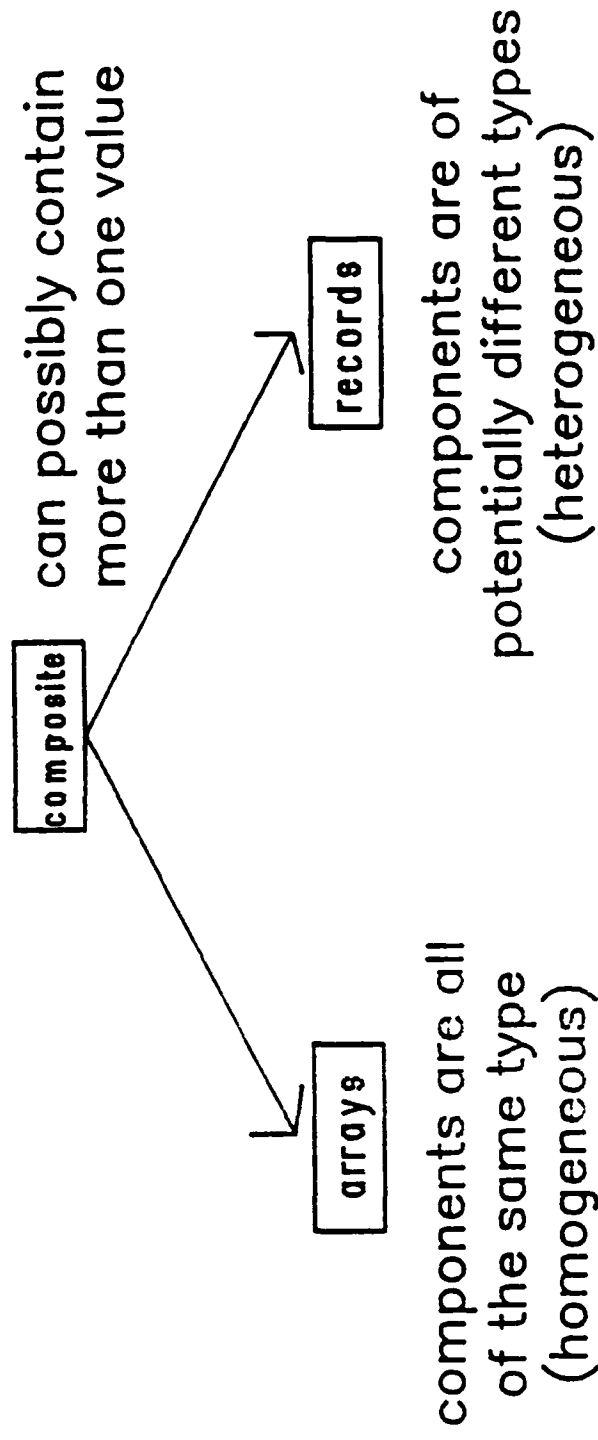 composite
can possibly contain
more than one value
arrays
components are all
of the same type
(homogeneous)
records
components are of
potentially different types
(heterogeneous)